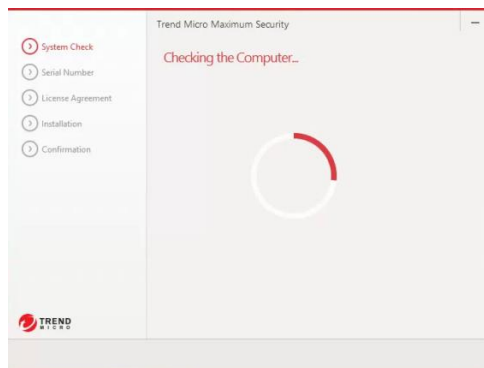 Trend Micro Maximum Security
System Check
Serial Number
License Agreement
Installation
Confirmation
Checking the Computer...
TREND
MICRO